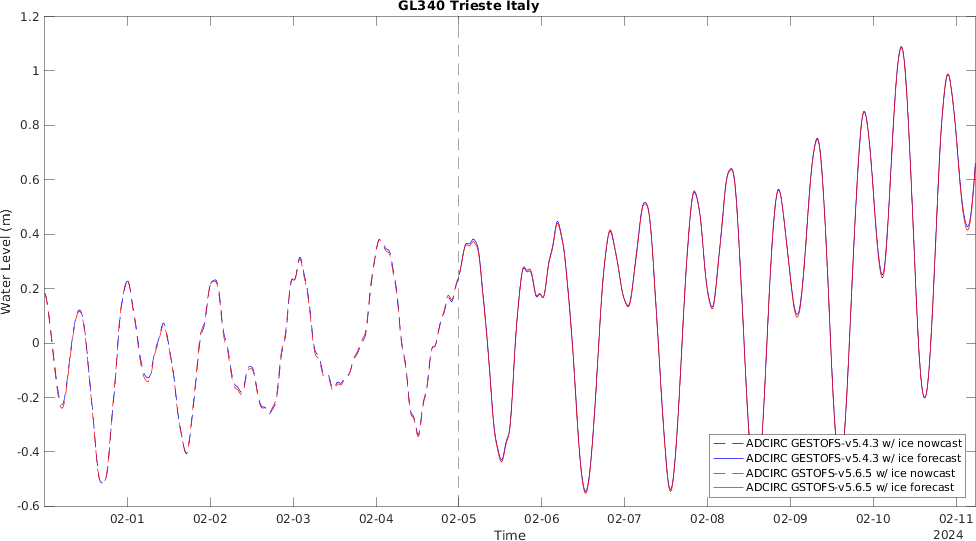 GL340 Trieste Italy
1.2
1
0.8
0.6
0.4
0.2
0
-0.2
-0.4
-0.6
Water Level (m)
ADCIRC GESTOFS-v5.4.3 w/ ice nowcast
ADCIRC GESTOFS-v5.4.3 w/ ice forecast
ADCIRC GSTOFS-v5.6.5 w/ ice nowcast
ADCIRC GSTOFS-v5.6.5 w/ ice forecast
02-01 02-02 02-03 02-04 02-05 02-06 02-07 02-08 02-09 02-10 02-11
Time
2024